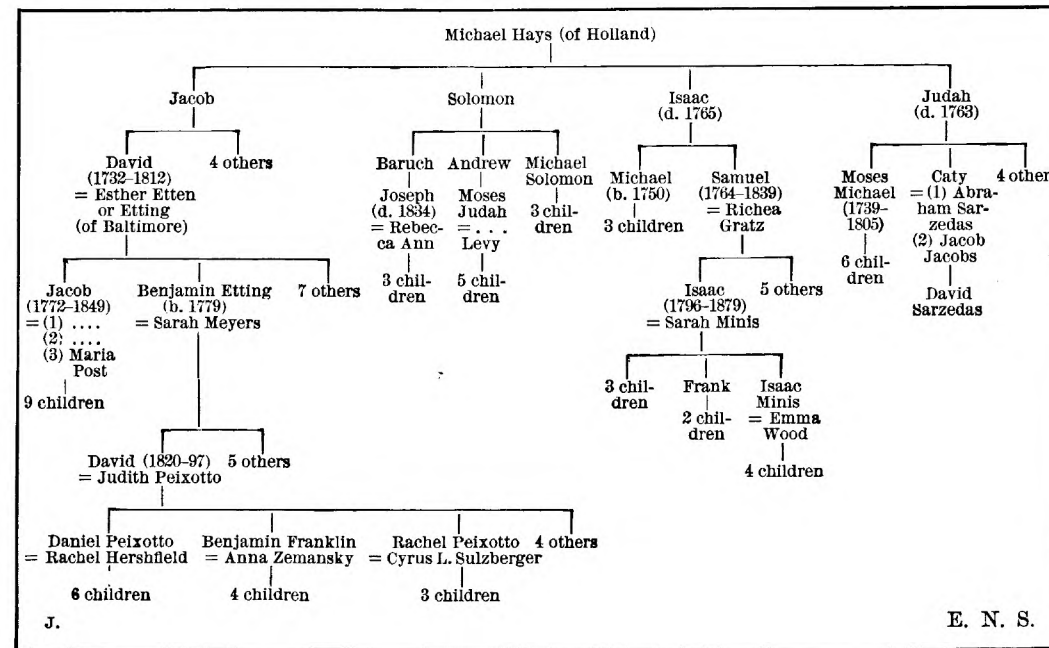 Michael Hays (of Holland)
Jacob
Solomon
Isaac
(d. 1765)
Judah
(d. 1763)
David
(1732–1812)
= Esther Etten
or Etting
(of Baltimore)
4 others
Baruch
Joseph
(d. 1834)
= Rebec-
ca Ann
3 chil-
dren
Andrew
Moses
Judah
= . . .
Levy
5 chil-
dren
Michael
Solomon
3 chil-
dren
Michael
(b. 1750)
3 children
Samuel
(1764–1839)
= Richea
Gratz
Moses
Michael
(1739-
1805)
6 chil-
dren
Caty
= (1) Abra-
ham Sar-
zedas
(2) Jacob
Jacobs
David
Sarzedas
4 other
Jacob
(1772–1849)
= (1) ....
(2) ....
(3) Maria
Post
9 children
Benjamin Etting
(b. 1779)
= Sarah Meyers
7 others
Isaac
(1796–1879)
= Sarah Minis
5 others
3 chil-
dren
Frank
2 chil-
dren
Isaac
Minis
= Emma
Wood
4 children
David (1820–97)
= Judith Peixotto
5 others
Daniel Peixotto
= Rachel Hershfield
6 children
Benjamin Franklin
= Anna Zemansky
4 children
Rachel Peixotto
= Cyrus L. Sulzberger
3 children
4 others
J.
E. N. S.